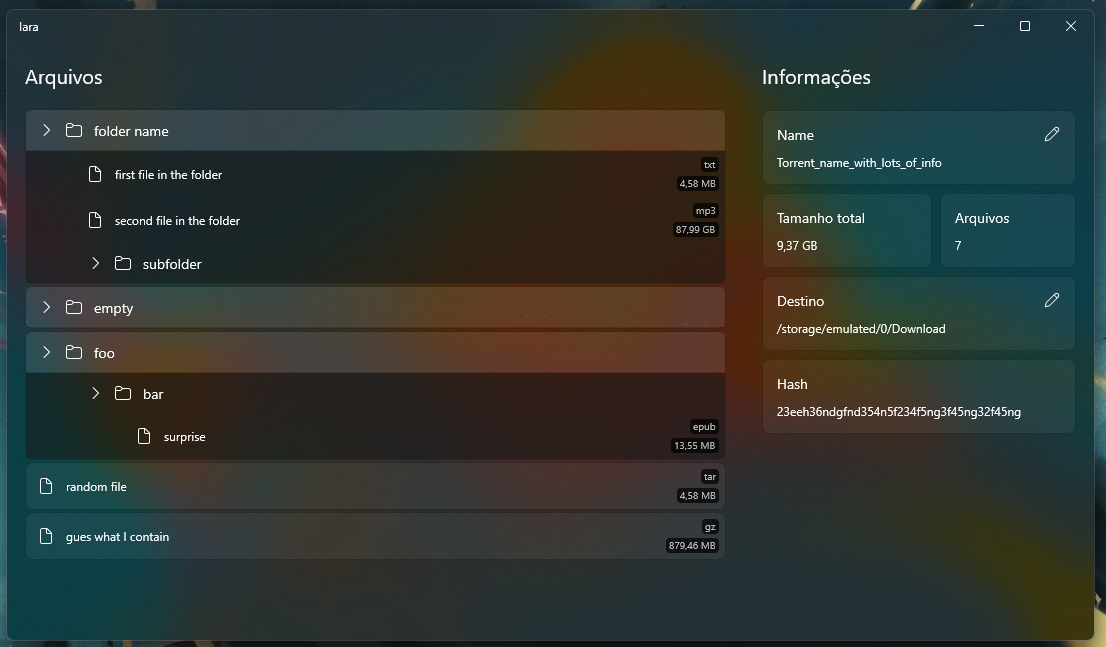 lara
Arquivos
folder name
first file in the folder
txt
4,58 MB
second file in the folder
mp3
87,99 GB
subfolder
empty
foo
bar
surprise
epub
13,55 MB
random file
tar
4,58 MB
gues what I contain
gz
879,46 MB
Informações
Name
Torrent_name_with_lots_of_info
Tamanho total
9,37 GB
Arquivos
7
Destino
/storage/emulated/0/Download
Hash
23eeh36ndgfnd354n5f234f5ng3f45ng32f45ng